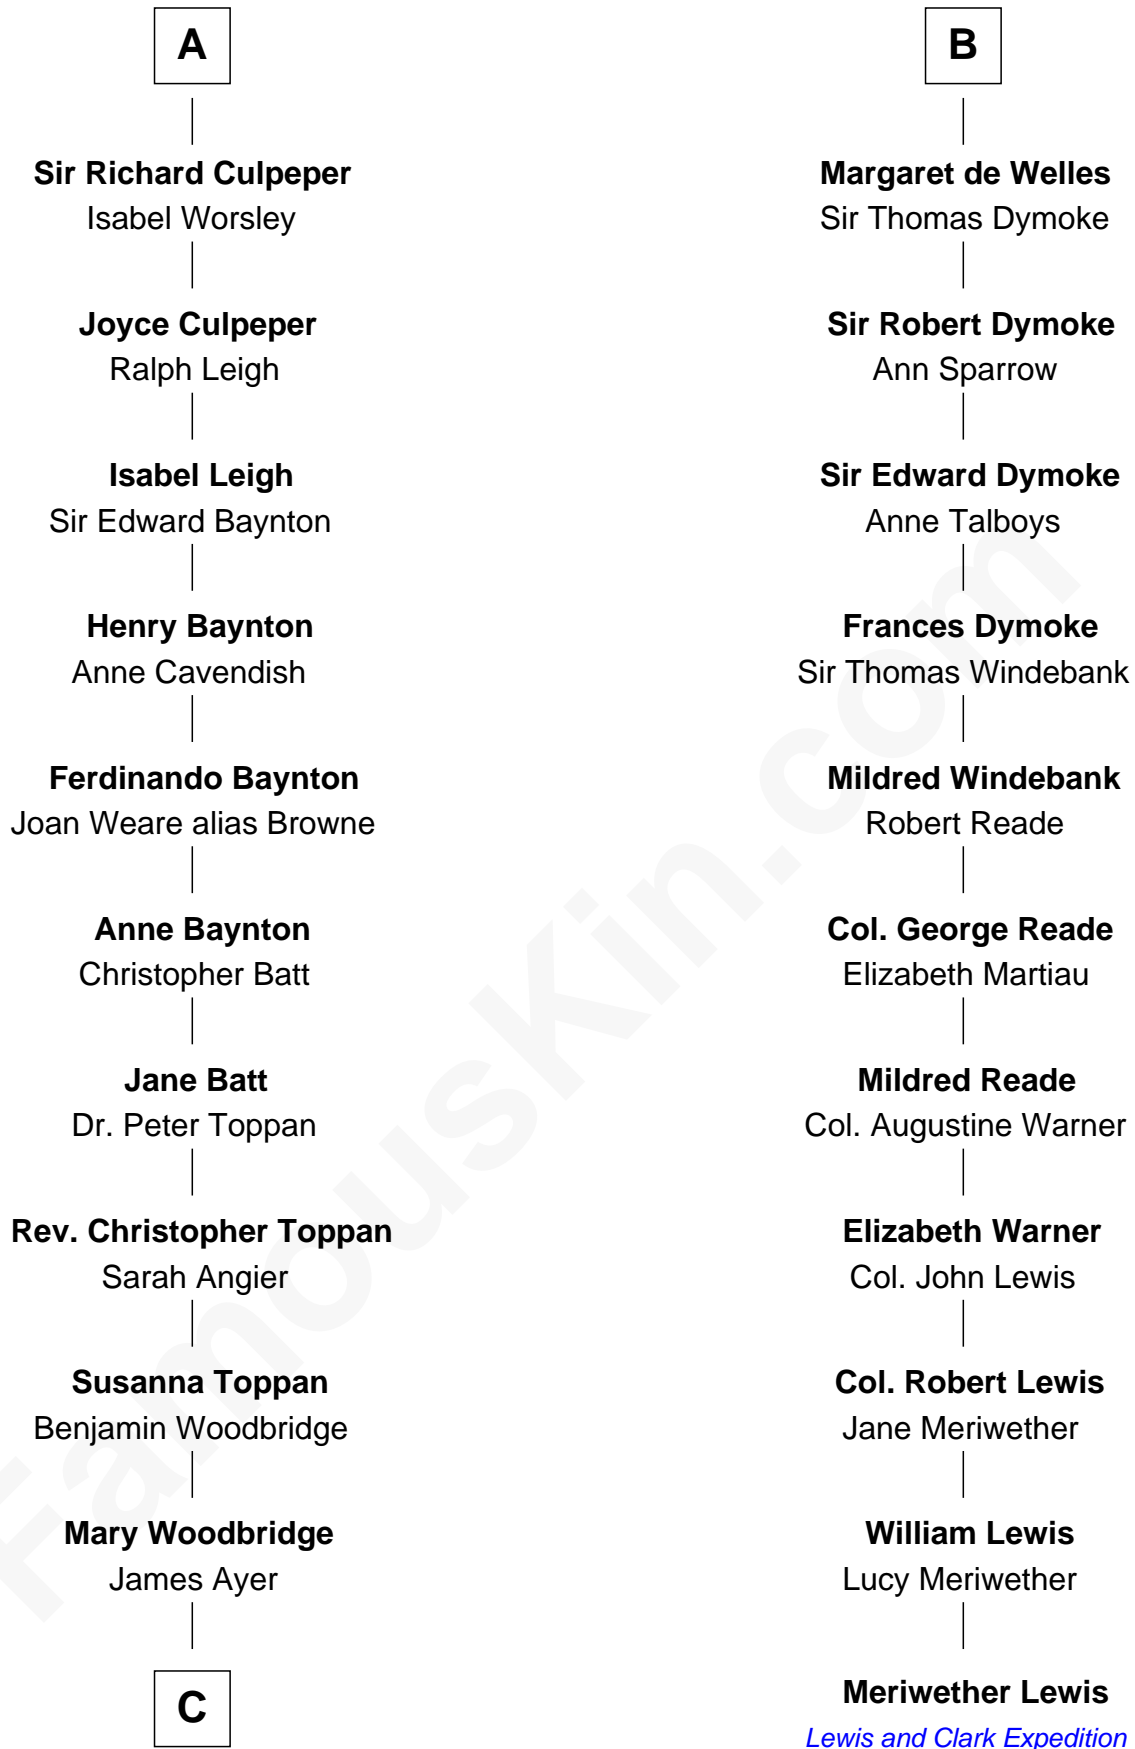 A
Sir Richard Culpeper
Isabel Worsley
Joyce Culpeper
Ralph Leigh
Isabel Leigh
Sir Edward Baynton
Henry Baynton
Anne Cavendish
Ferdinando Baynton
Joan Weare alias Browne
Anne Baynton
Christopher Batt
Jane Batt
Dr. Peter Toppan
Rev. Christopher Toppan
Sarah Angier
Susanna Toppan
Benjamin Woodbridge
Mary Woodbridge
James Ayer
C
B
Margaret de Welles
Sir Thomas Dymoke
Sir Robert Dymoke
Ann Sparrow
Sir Edward Dymoke
Anne Talboys
Frances Dymoke
Sir Thomas Windebank
Mildred Windebank
Robert Reade
Col. George Reade
Elizabeth Martiau
Mildred Reade
Col. Augustine Warner
Elizabeth Warner
Col. John Lewis
Col. Robert Lewis
Jane Meriwether
William Lewis
Lucy Meriwether
Meriwether Lewis
Lewis and Clark Expedition
FamousKin.com